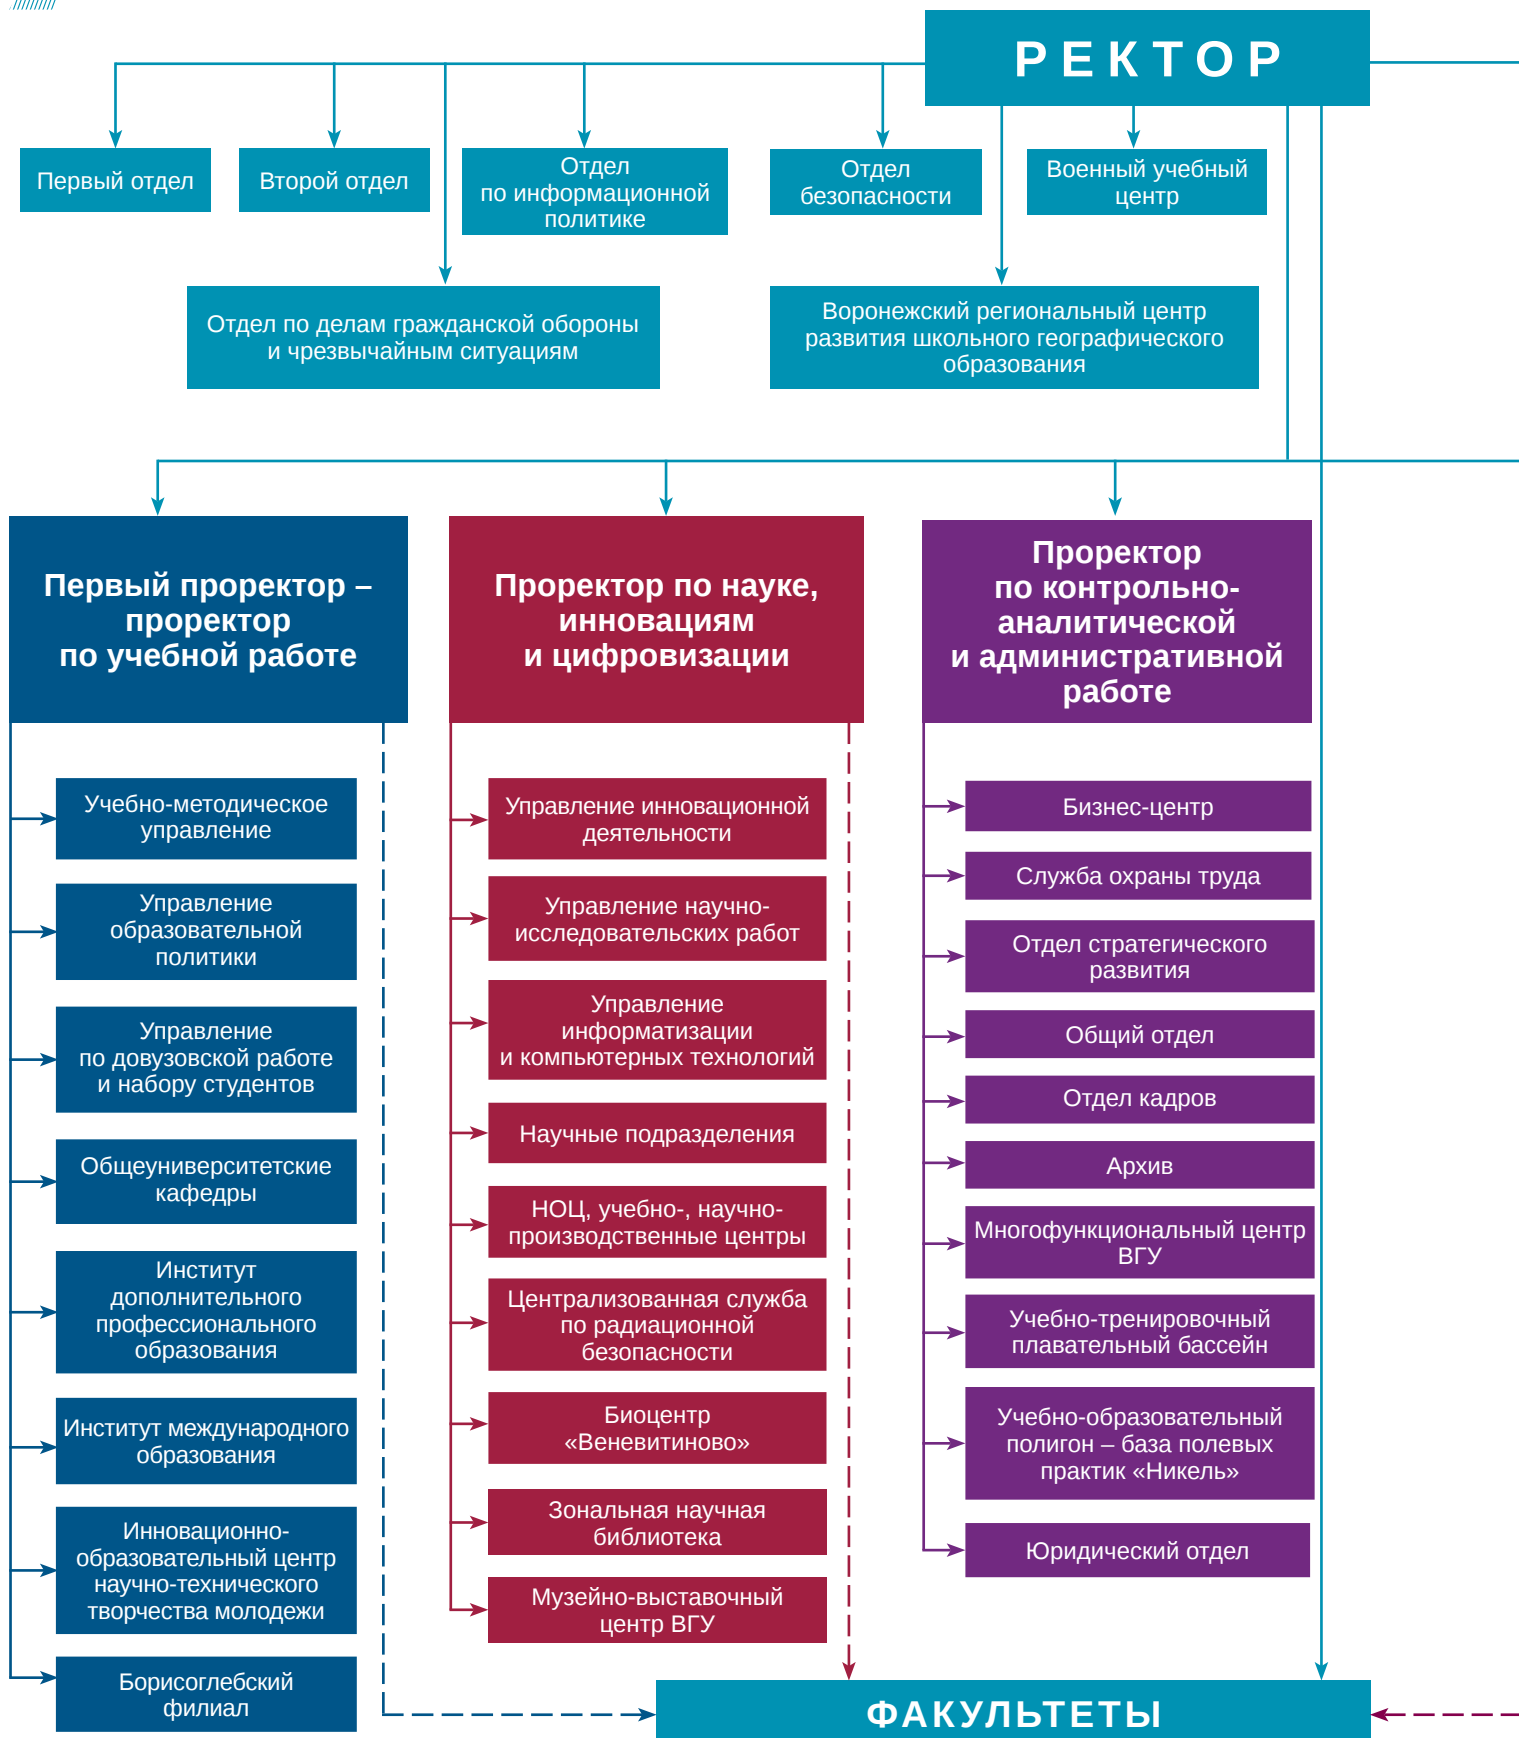 РЕКТОР
Первый отдел
Второй отдел
Отдел
по информационной
политике
Отдел
безопасности
Военный учебный
центр
Отдел по делам гражданской обороны
и чрезвычайным ситуациям
Воронежский региональный центр
развития школьного географического
образования
Первый проректор –
проректор
по учебной работе
Учебно-методическое
управление
Управление
образовательной
политики
Управление
по довузовской работе
и набору студентов
Общеуниверситетские
кафедры
Институт
дополнительного
профессионального
образования
Институт международного
образования
Инновационно-
образовательный центр
научно-технического
творчества молодежи
Борисоглебский
филиал
Проректор по науке,
инновациям
и цифровизации
Управление инновационной
деятельности
Управление научно-
исследовательских работ
Управление
информатизации
и компьютерных технологий
Научные подразделения
НОЦ, учебно-, научно-
производственные центры
Централизованная служба
по радиационной
безопасности
Биоцентр
«Веневитиново»
Зональная научная
библиотека
Музейно-выставочный
центр ВГУ
Проректор
по контрольно-
аналитической
и административной
работе
Бизнес-центр
Служба охраны труда
Отдел стратегического
развития
Общий отдел
Отдел кадров
Архив
Многофункциональный центр
ВГУ
Учебно-тренировочный
плавательный бассейн
Учебно-образовательный
полигон – база полевых
практик «Никель»
Юридический отдел
ФАКУЛЬТЕТЫ